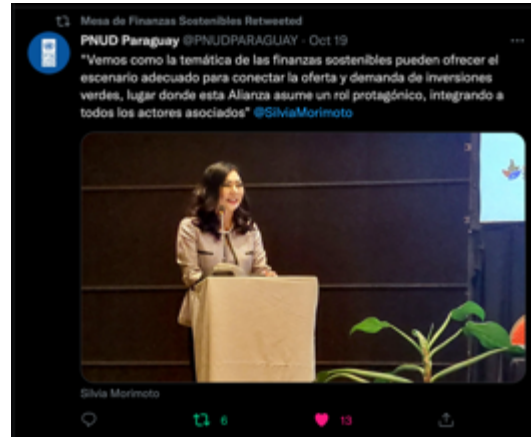 Mesa de Finanzas Sostenibles Retweeted
PNUD Paraguay @PNUDPARAGUAY · Oct 19
"Vemos como la temática de las finanzas sostenibles pueden ofrecer el
escenario adecuado para conectar la oferta y demanda de inversiones
verdes, lugar donde esta Alianza asume un rol protagónico, integrando a
todos los actores asociados" @SilviaMorimoto
Silvia Morimoto
6 13